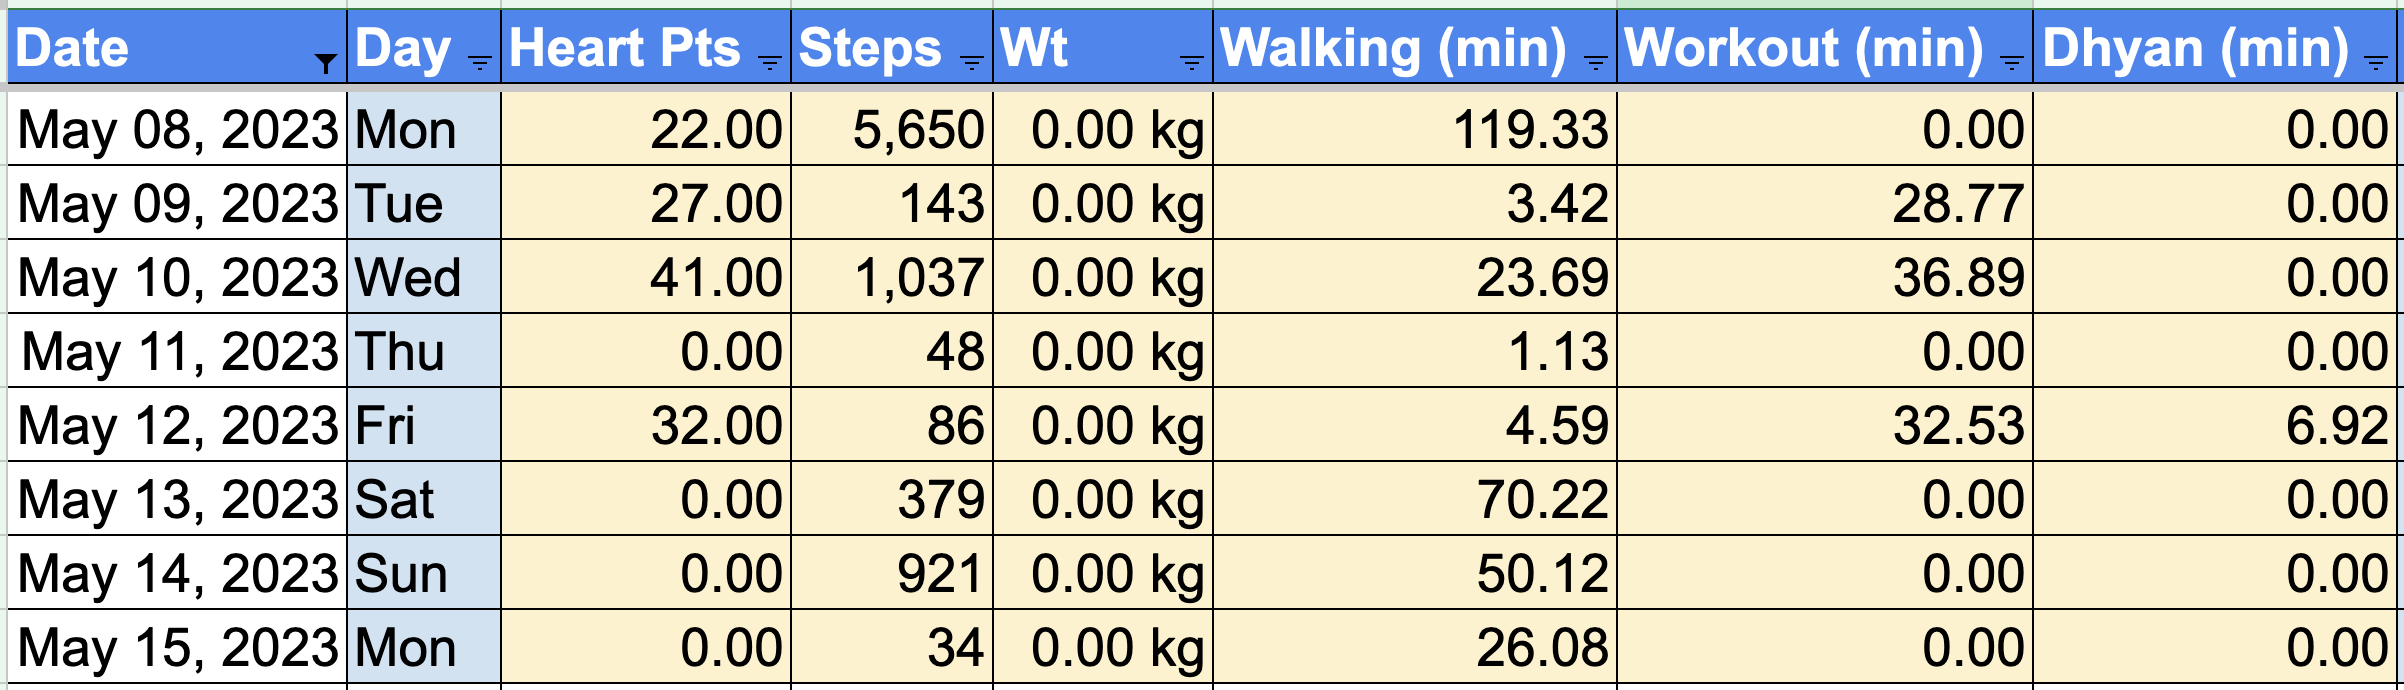 Date Day Heart Pts Steps Wt Walking (min) Workout (min) Dhyan (min)
May 08, 2023 Mon 22.00 5,650 0.00 kg 119.33 0.00 0.00
May 09, 2023 Tue 27.00 143 0.00 kg 3.42 28.77 0.00
May 10, 2023 Wed 41.00 1,037 0.00 kg 23.69 36.89 0.00
May 11, 2023 Thu 0.00 48 0.00 kg 1.13 0.00 0.00
May 12, 2023 Fri 32.00 86 0.00 kg 4.59 32.53 6.92
May 13, 2023 Sat 0.00 379 0.00 kg 70.22 0.00 0.00
May 14, 2023 Sun 0.00 921 0.00 kg 50.12 0.00 0.00
May 15, 2023 Mon 0.00 34 0.00 kg 26.08 0.00 0.00